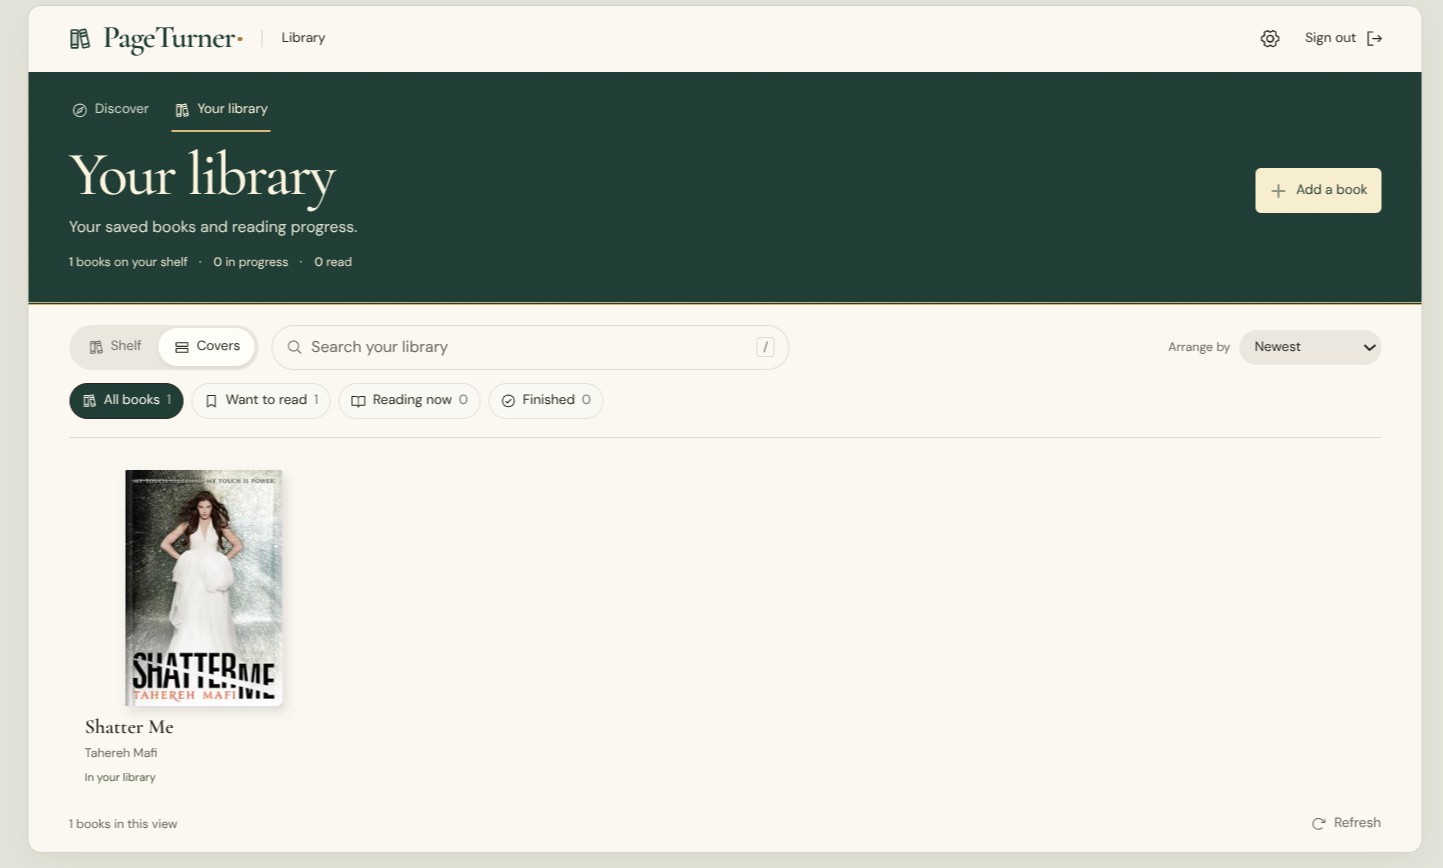 PageTurner
Library
Sign out
Discover
Your library
Your library
Your saved books and reading progress.
1 books on your shelf · 0 in progress · 0 read
Add a book
Shelf
Covers
Search your library
/
Arrange by
Newest
All books 1
Want to read 1
Reading now 0
Finished 0
MY TOUCH IS POWER
SHATTER ME
TAHEREH MAFI
Shatter Me
Tahereh Mafi
In your library
1 books in this view
Refresh